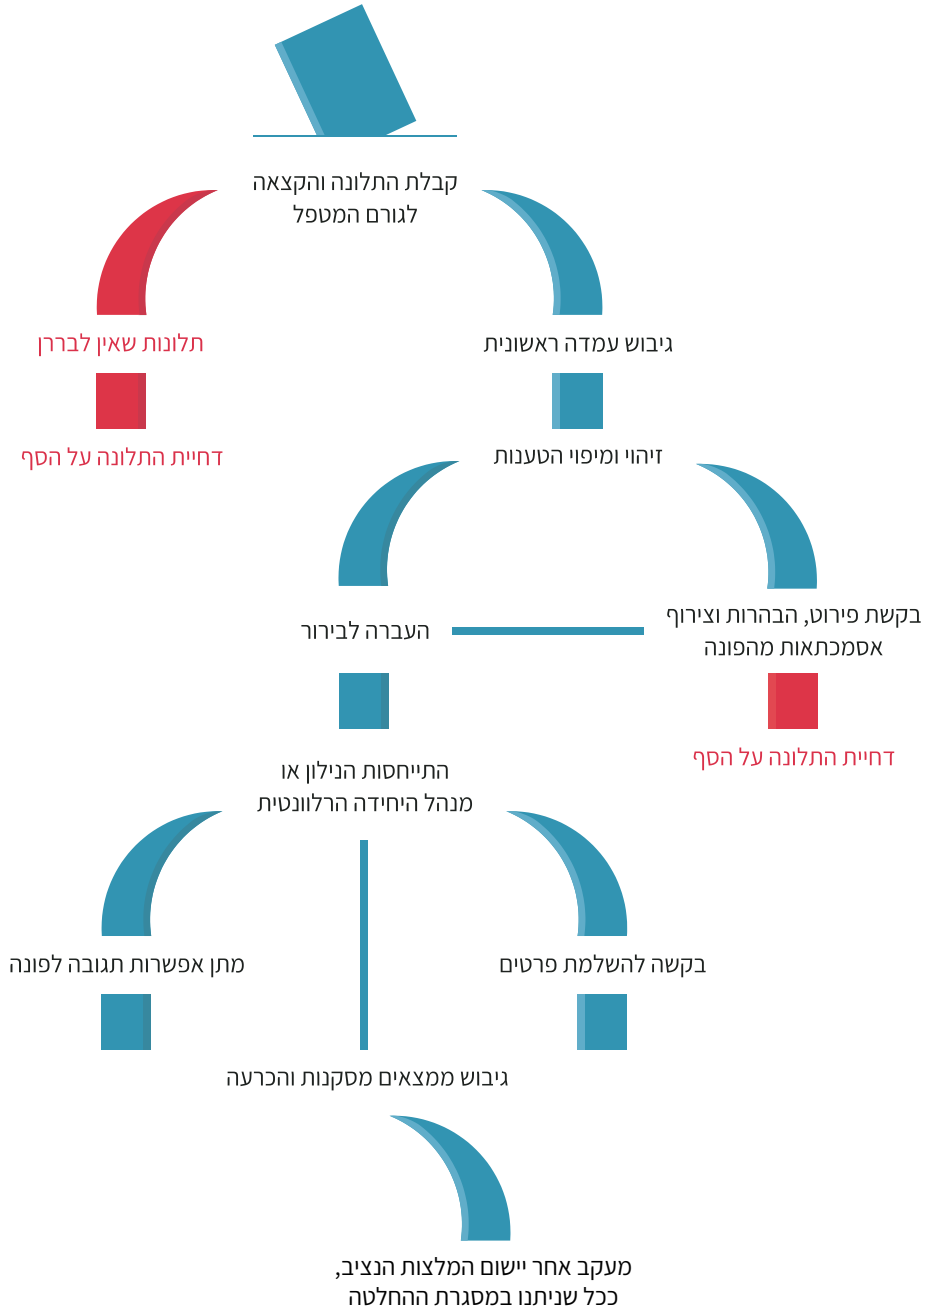 קבלת התלונה והקצאה
לגורם המטפל
גיבוש עמדה ראשונית
תלונות שאין לבררן
זיהוי ומיפוי הטענות
דחיית התלונה על הסף
בקשת פירוט, הבהרות וצירוף
אסמכתאות מהפונה
העברה לבירור
דחיית התלונה על הסף
התייחסות הנילון או
מנהל היחידה הרלוונטית
בקשה להשלמת פרטים
מתן אפשרות תגובה לפונה
גיבוש ממצאים מסקנות והכרעה
מעקב אחר יישום המלצות הנציב,
ככל שניתנו במסגרת ההחלטה